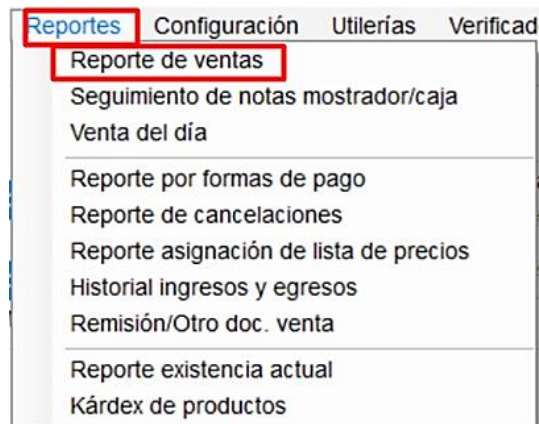 Reportes Configuración Utilerías Verificad
Reporte de ventas
Seguimiento de notas mostrador/caja
Venta del día
Reporte por formas de pago
Reporte de cancelaciones
Reporte asignación de lista de precios
Historial ingresos y egresos
Remisión/Otro doc. venta
Reporte existencia actual
Kárdex de productos